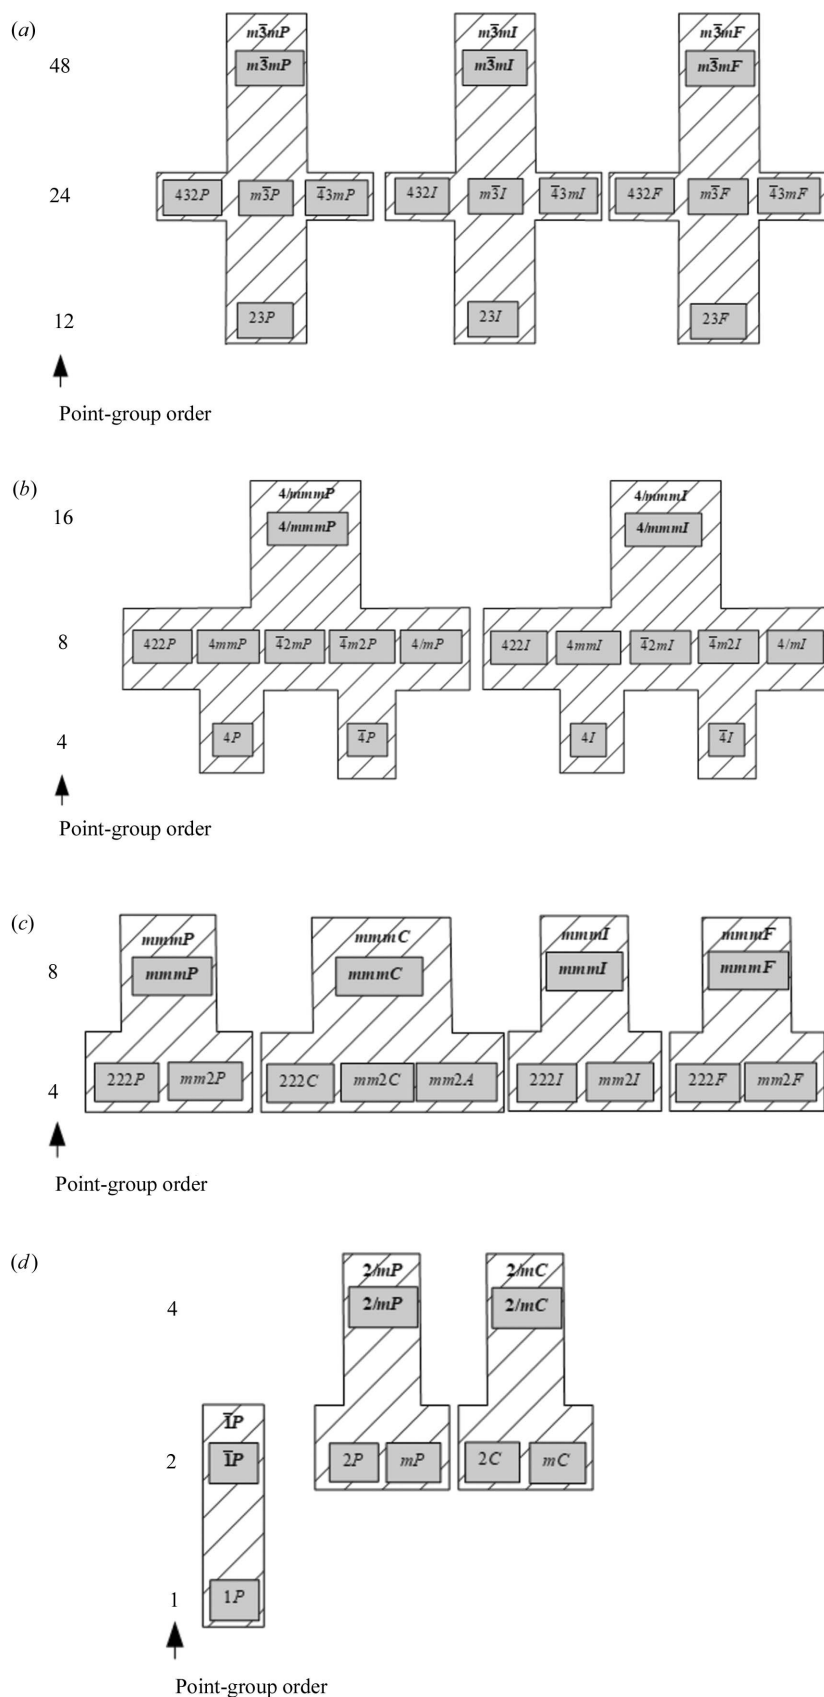 (a)
m3̅mP m3̅mI m3̅mF
48 m3̅mP m3̅mI m3̅mF
24 432P m3̅P 4̅3mP 432I m3̅I 4̅3mI 432F m3̅F 4̅3mF
12 23P 23I 23F
Point-group order
(b)
4/mmmP 4/mmmI
16 4/mmmP 4/mmmI
8 422P 4mmP 4̅2mP 4̅m2P 4/mP 422I 4mmI 4̅2mI 4̅m2I 4/mI
4 4P 4̅P 4I 4̅I
Point-group order
(c)
mmmP mmmC mmmI mmmF
8 mmmP mmmC mmmI mmmF
4 222P mm2P 222C mm2C mm2A 222I mm2I 222F mm2F
Point-group order
(d)
2/mP 2/mC
4 2/mP 2/mC
1̅P
2 1̅P 2P mP 2C mC
1 1P
Point-group order